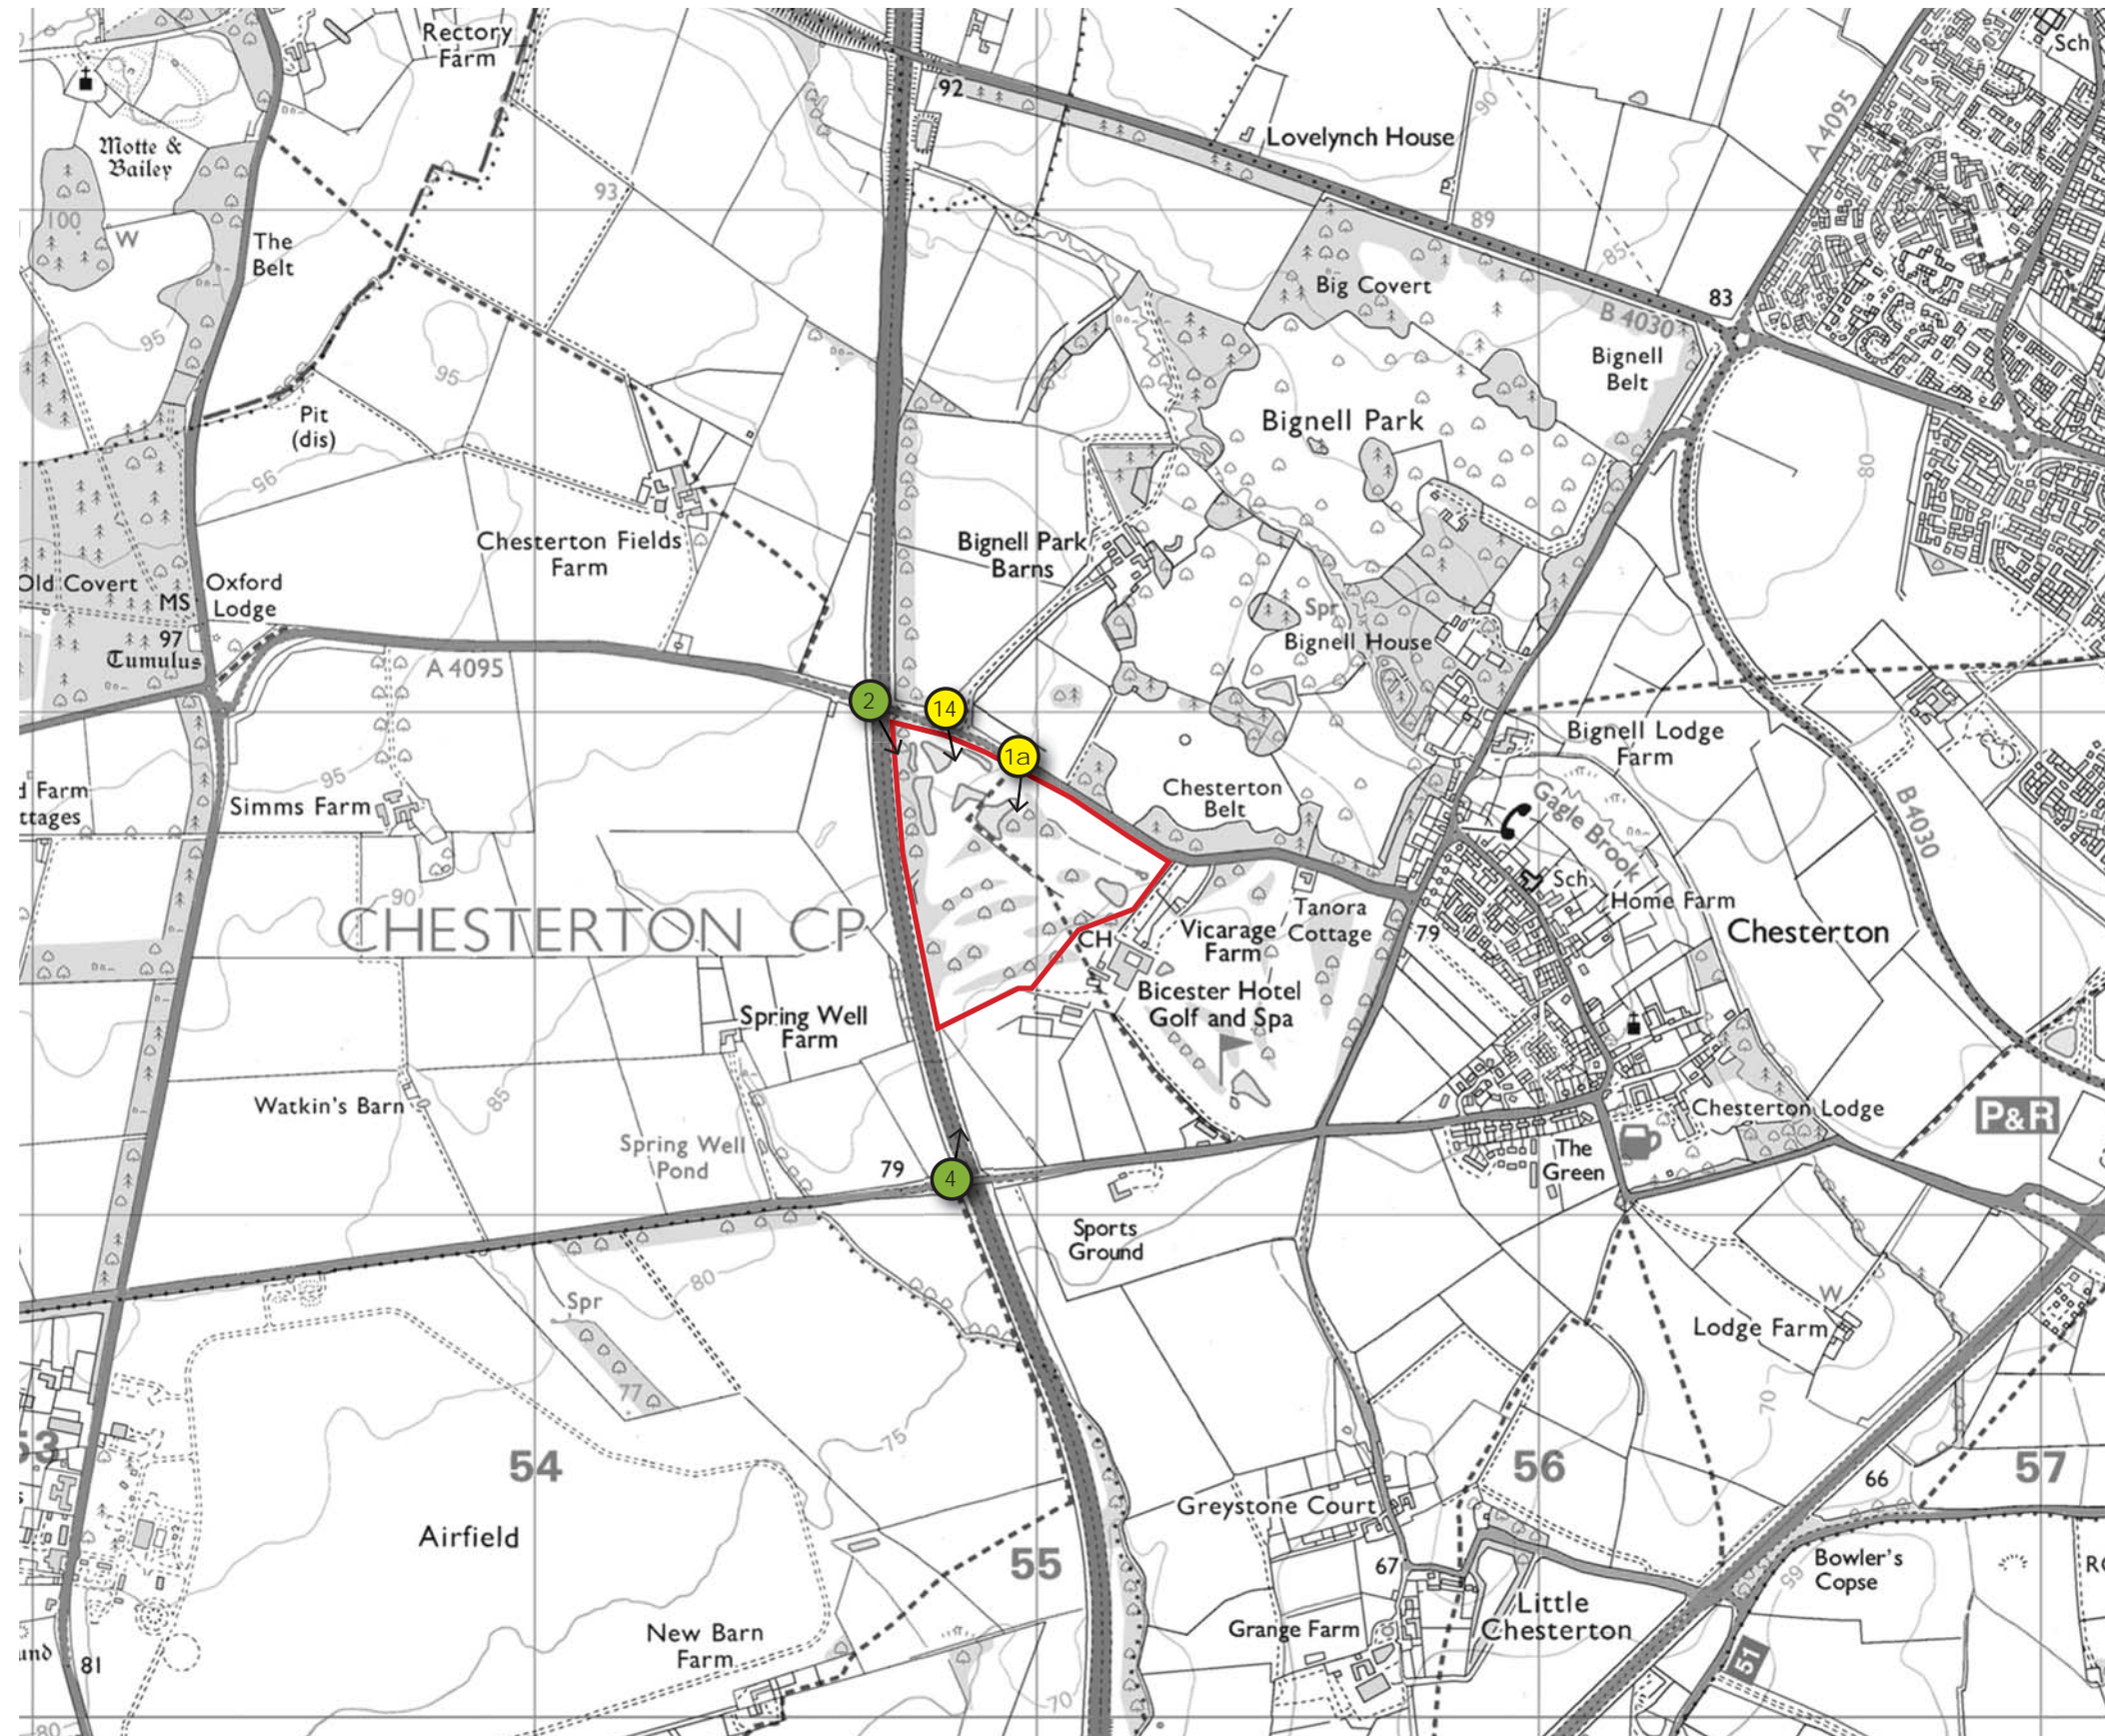 Rectory
Farm
Sch
92
A 4095
90
Lovelynch House
Motte &
Bailey
93
100
W
The
Belt
89
85
Big Covert
83
B 4030
95
Bignell
Belt
95
Pit
(dis)
Bignell Park
96
80
Chesterton Fields
Farm
Bignell Park
Barns
Old Covert
MS
Oxford
Lodge
Spr
97
Tumulus
Bignell House
A 4095
2
14
1a
Bignell Lodge
Farm
95
d Farm
ttages
Simms Farm
Chesterton
Belt
Gagle Brook
B4030
90
Sch
Home Farm
CHESTERTON CP
Tanora
Cottage
79
Chesterton
CH
Vicarage
Farm
Bicester Hotel
Golf and Spa
Spring Well
Farm
Watkin's Barn
85
Chesterton Lodge
P&R
Spring Well
Pond
79
4
The
Green
Sports
Ground
80
Spr
W
Lodge Farm
77
70
75
53
54
56
57
66
Greystone Court
Airfield
55
67
Bowler's
Copse
65
Little
Chesterton
New Barn
Farm
Grange Farm
und
81
51
70
80